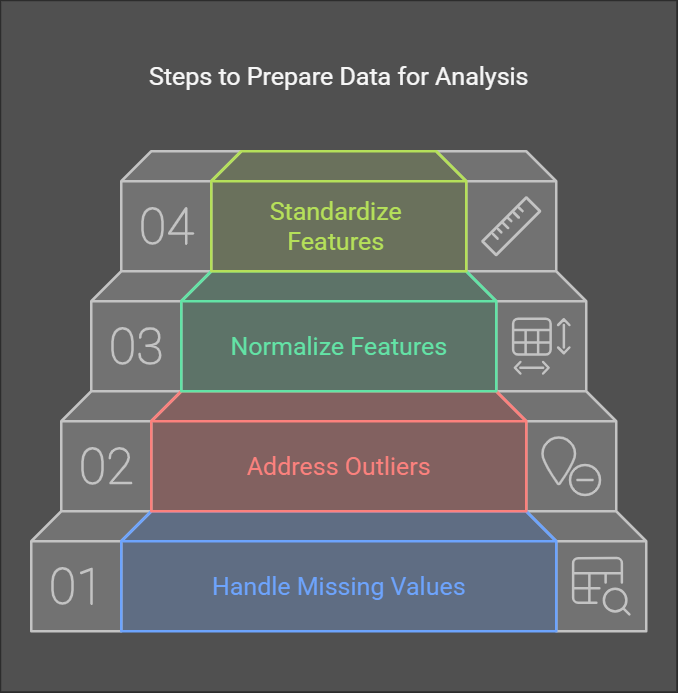 Steps to Prepare Data for Analysis
04
Standardize
Features
03
Normalize Features
02
Address Outliers
01
Handle Missing Values